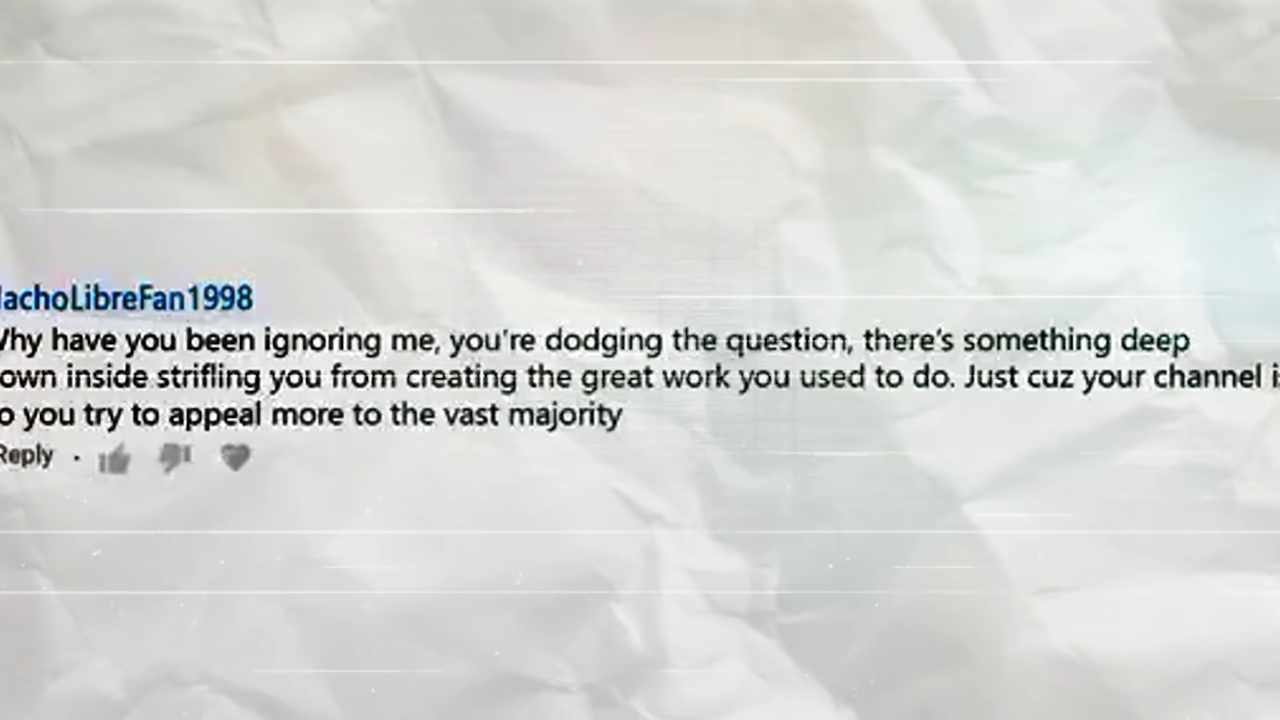 achoLibreFan1998
hy have you been ignoring me, you're dodging the question, there's something deep
own inside strifling you from creating the great work you used to do. Just cuz your channel i
o you try to appeal more to the vast majority
Reply ·